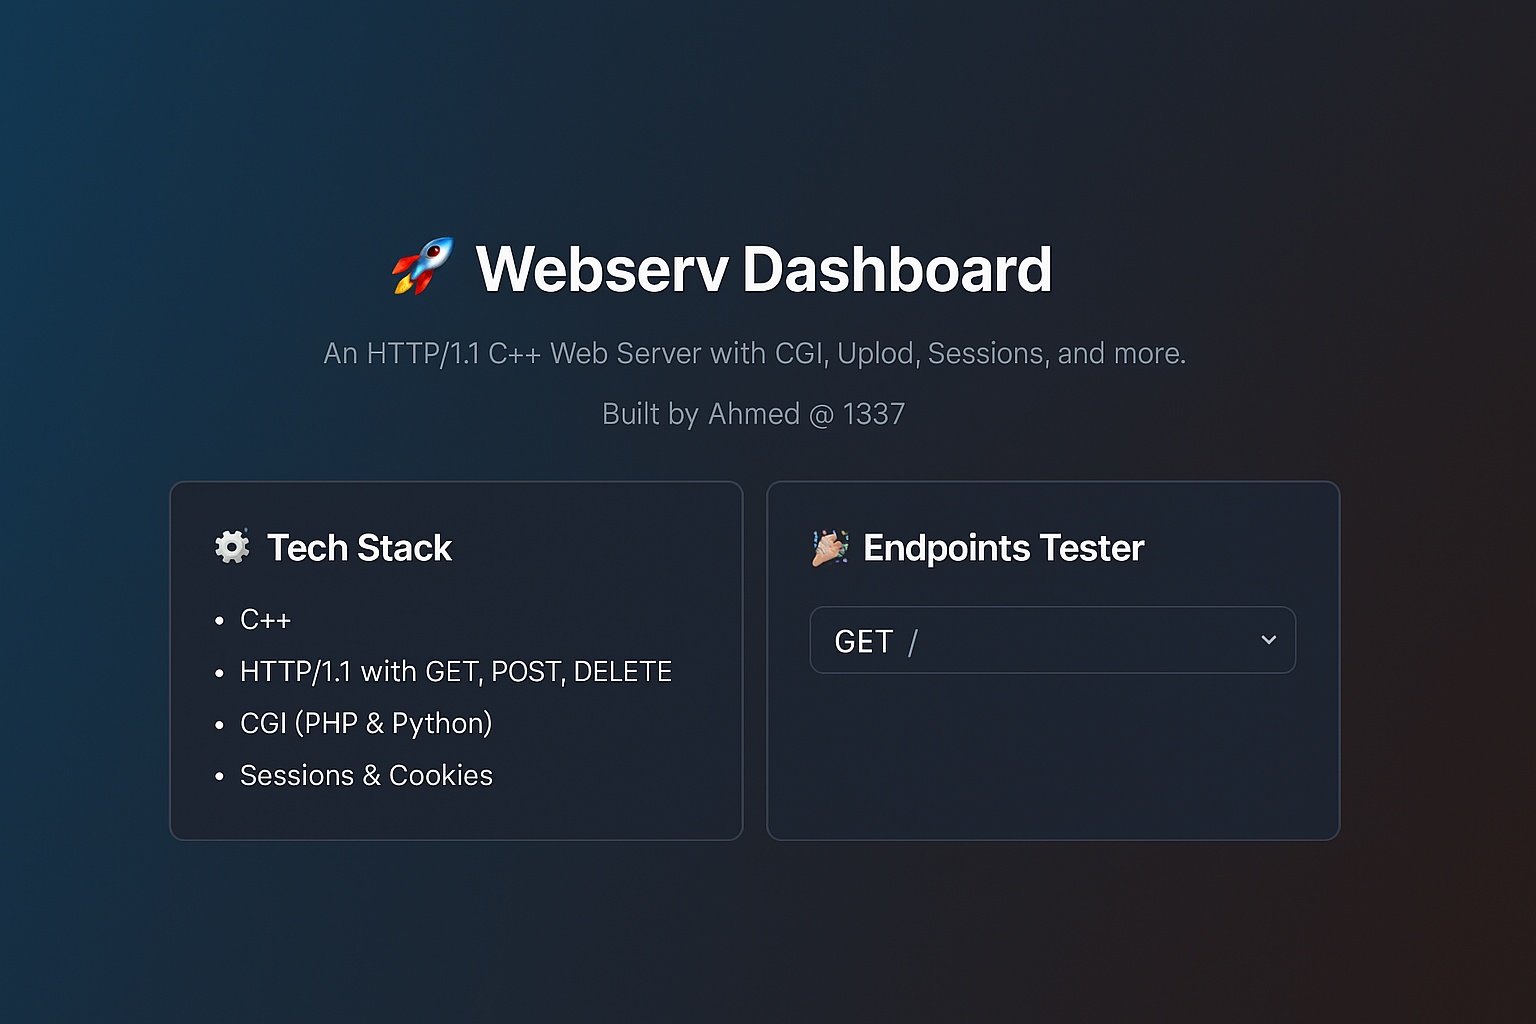 Webserv Dashboard
An HTTP/1.1 C++ Web Server with CGI, Uplod, Sessions, and more.
Built by Ahmed @ 1337
Tech Stack
• C++
• HTTP/1.1 with GET, POST, DELETE
• CGI (PHP & Python)
• Sessions & Cookies
Endpoints Tester
GET /